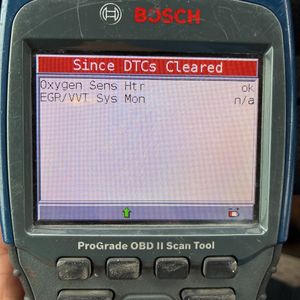 BOSCH
Since DTCs Cleared
Oxygen Sens Htr ok
EGR/VVT Sys Mon n/a
ProGrade OBD II Scan Tool